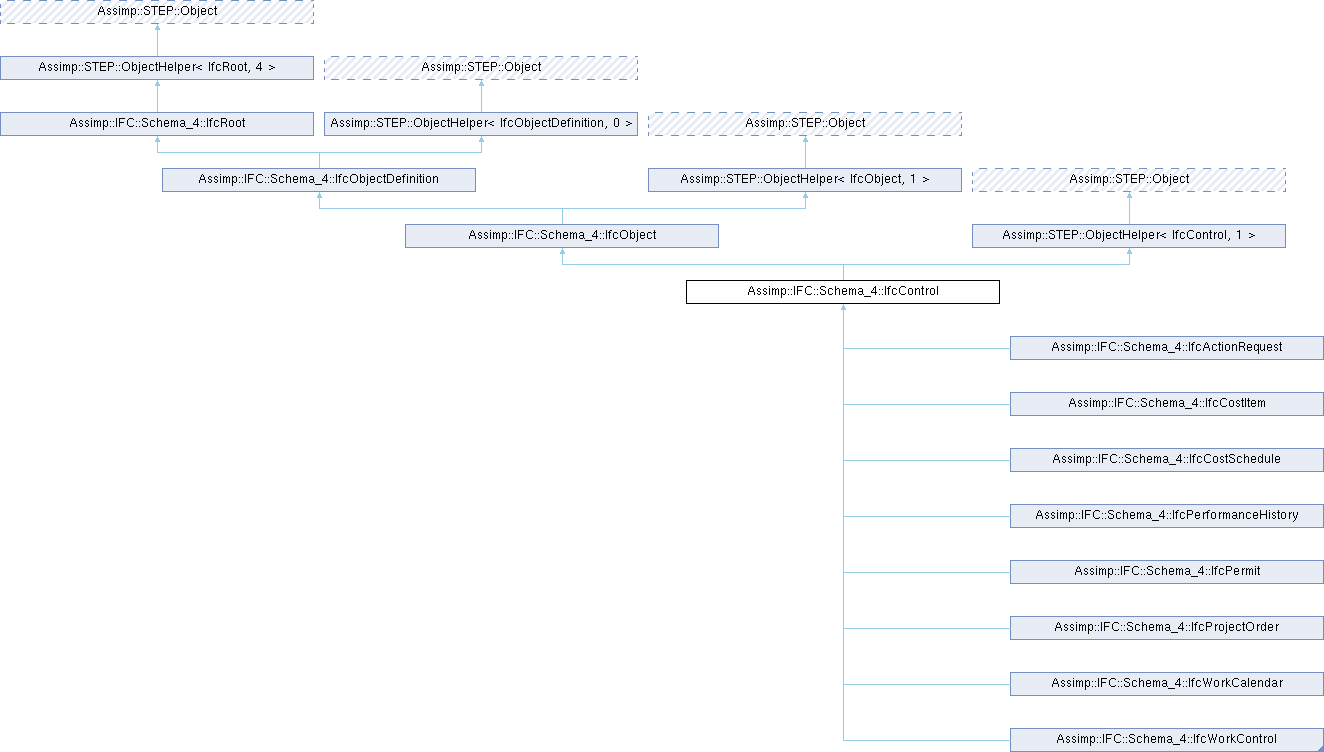 Assimp::STEP::Object
Assimp::STEP::ObjectHelper< IfcRoot, 4 >
Assimp::STEP::Object
Assimp::IFC::Schema_4::IfcRoot
Assimp::STEP::ObjectHelper< IfcObjectDefinition, 0 >
Assimp::STEP::Object
Assimp::IFC::Schema_4::IfcObjectDefinition
Assimp::STEP::ObjectHelper< IfcObject, 1 >
Assimp::STEP::Object
Assimp::IFC::Schema_4::IfcObject
Assimp::STEP::ObjectHelper< IfcControl, 1 >
Assimp::IFC::Schema_4::IfcControl
Assimp::IFC::Schema_4::IfcActionRequest
Assimp::IFC::Schema_4::IfcCostItem
Assimp::IFC::Schema_4::IfcCostSchedule
Assimp::IFC::Schema_4::IfcPerformanceHistory
Assimp::IFC::Schema_4::IfcPermit
Assimp::IFC::Schema_4::IfcProjectOrder
Assimp::IFC::Schema_4::IfcWorkCalendar
Assimp::IFC::Schema_4::IfcWorkControl